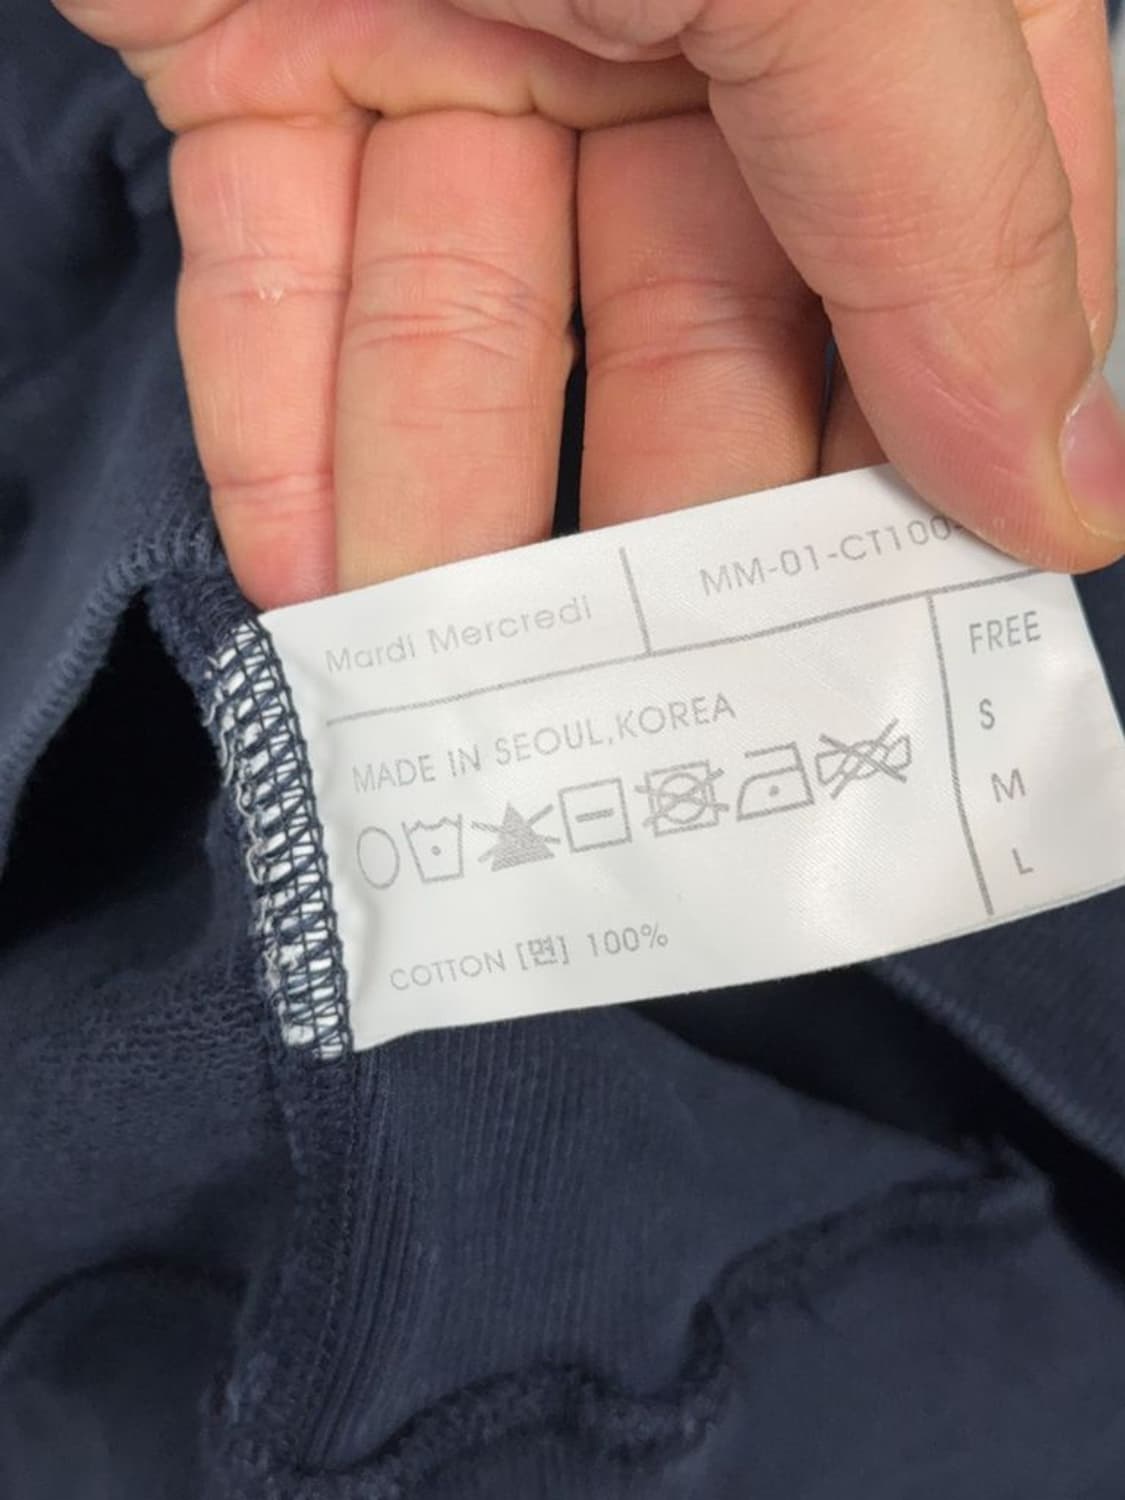 Mardi Mercredi
MM-01-CT100-
MADE IN SEOUL,KOREA
COTTON [면] 100%
FREE
S
M
L